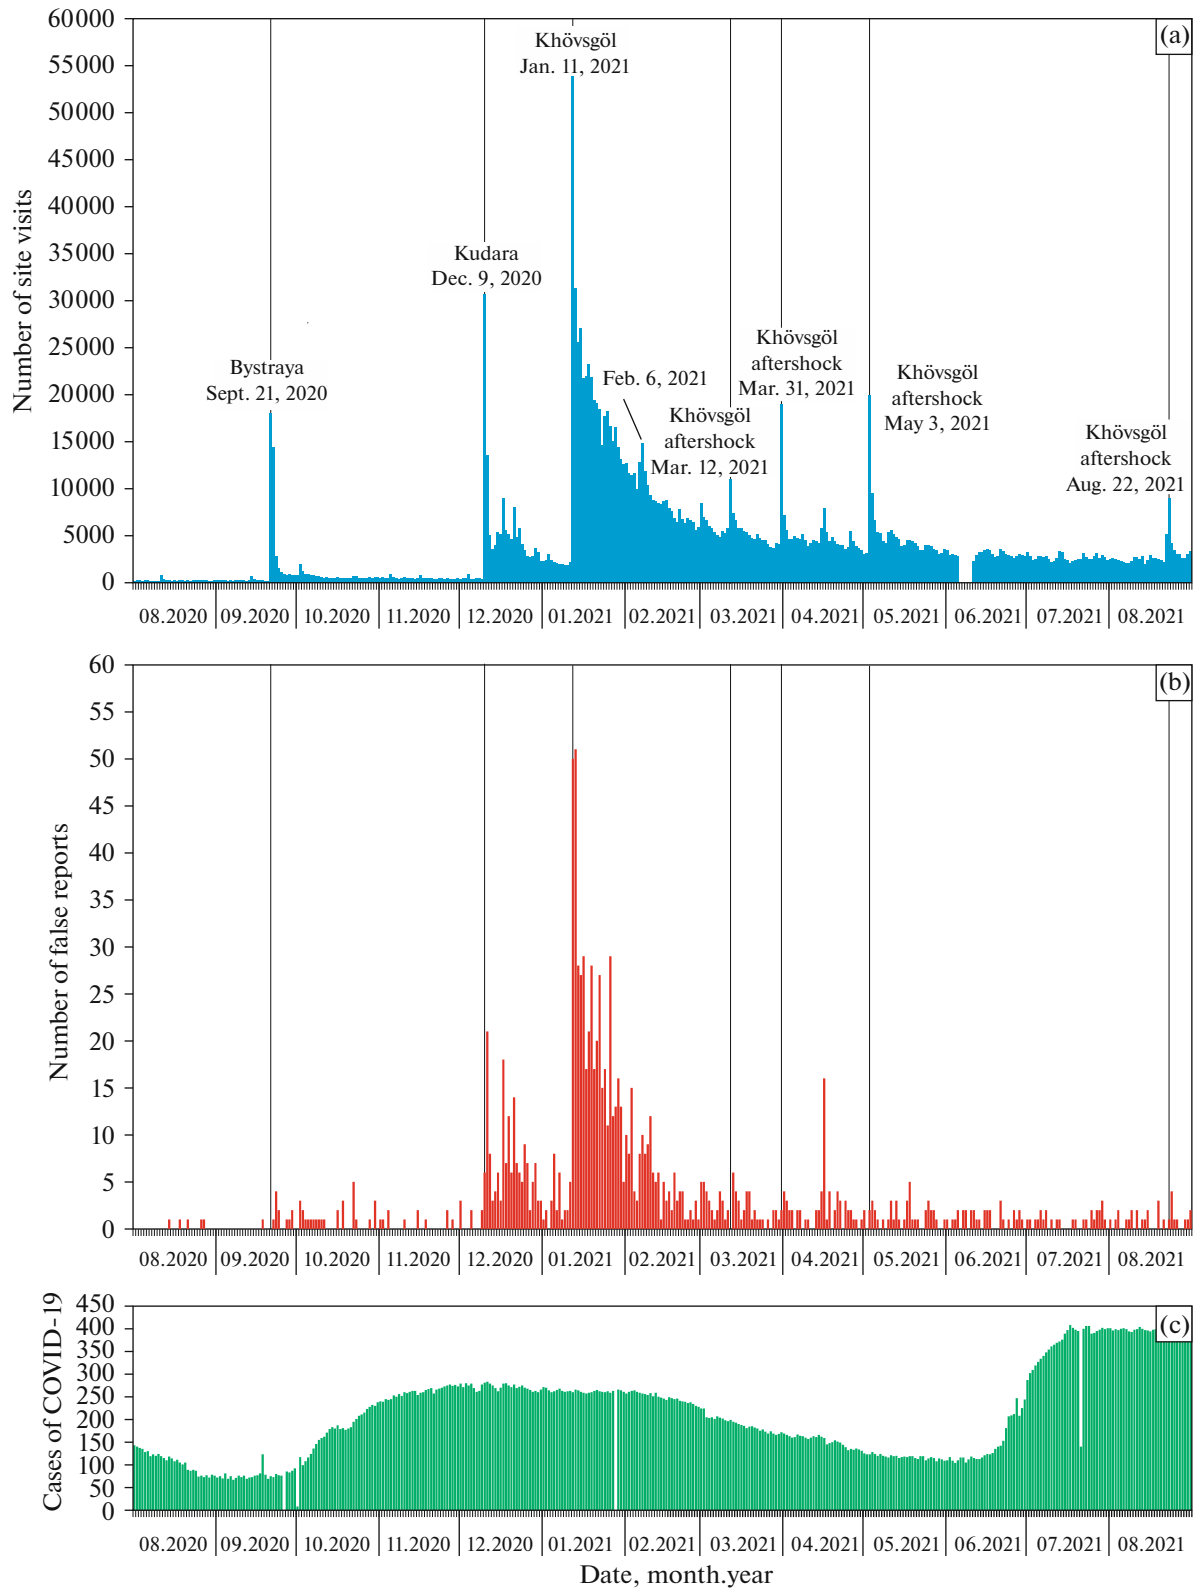 (a)
Number of site visits
60000
55000
50000
45000
40000
35000
30000
25000
20000
15000
10000
5000
0
Bystraya
Sept. 21, 2020
Kudara
Dec. 9, 2020
Khövsgöl
Jan. 11, 2021
Feb. 6, 2021
Khövsgöl
aftershock
Mar. 12, 2021
Khövsgöl
aftershock
Mar. 31, 2021
Khövsgöl
aftershock
May 3, 2021
Khövsgöl
aftershock
Aug. 22, 2021
08.2020 09.2020 10.2020 11.2020 12.2020 01.2021 02.2021 03.2021 04.2021 05.2021 06.2021 07.2021 08.2021
(b)
Number of false reports
60
55
50
45
40
35
30
25
20
15
10
5
0
08.2020 09.2020 10.2020 11.2020 12.2020 01.2021 02.2021 03.2021 04.2021 05.2021 06.2021 07.2021 08.2021
(c)
Cases of COVID-19
450
400
350
300
250
200
150
100
50
0
08.2020 09.2020 10.2020 11.2020 12.2020 01.2021 02.2021 03.2021 04.2021 05.2021 06.2021 07.2021 08.2021
Date, month.year